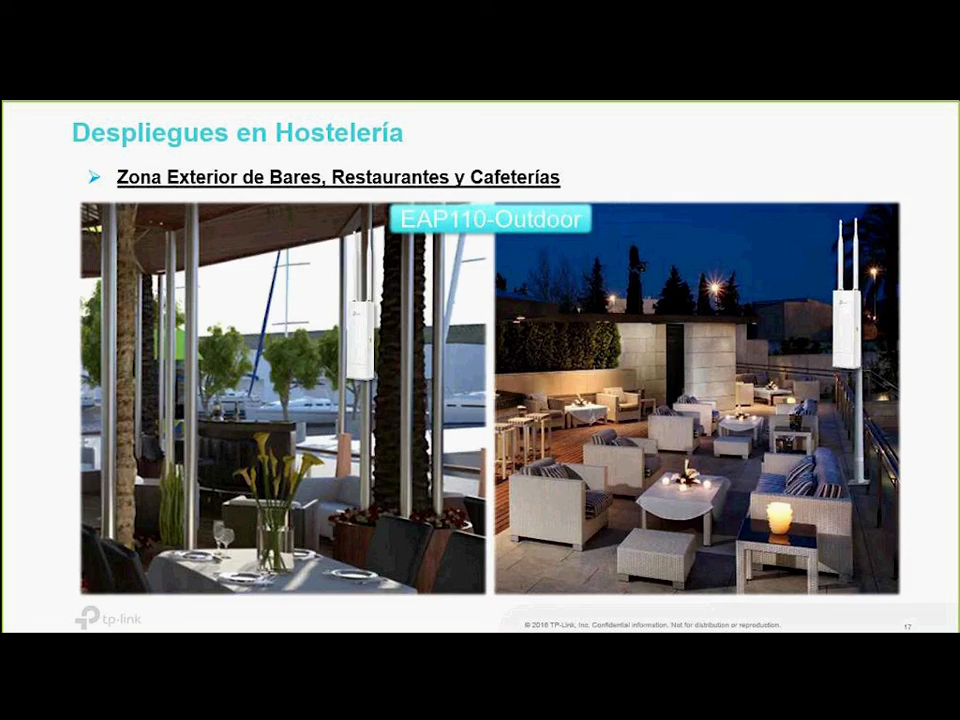 Despliegues en Hostelería
Zona Exterior de Bares, Restaurantes y Cafeterías
EAP110-Outdoor
tp-link
© 2016 TP-Link, Inc. Confidential information. Not for distribution or reproduction.
17